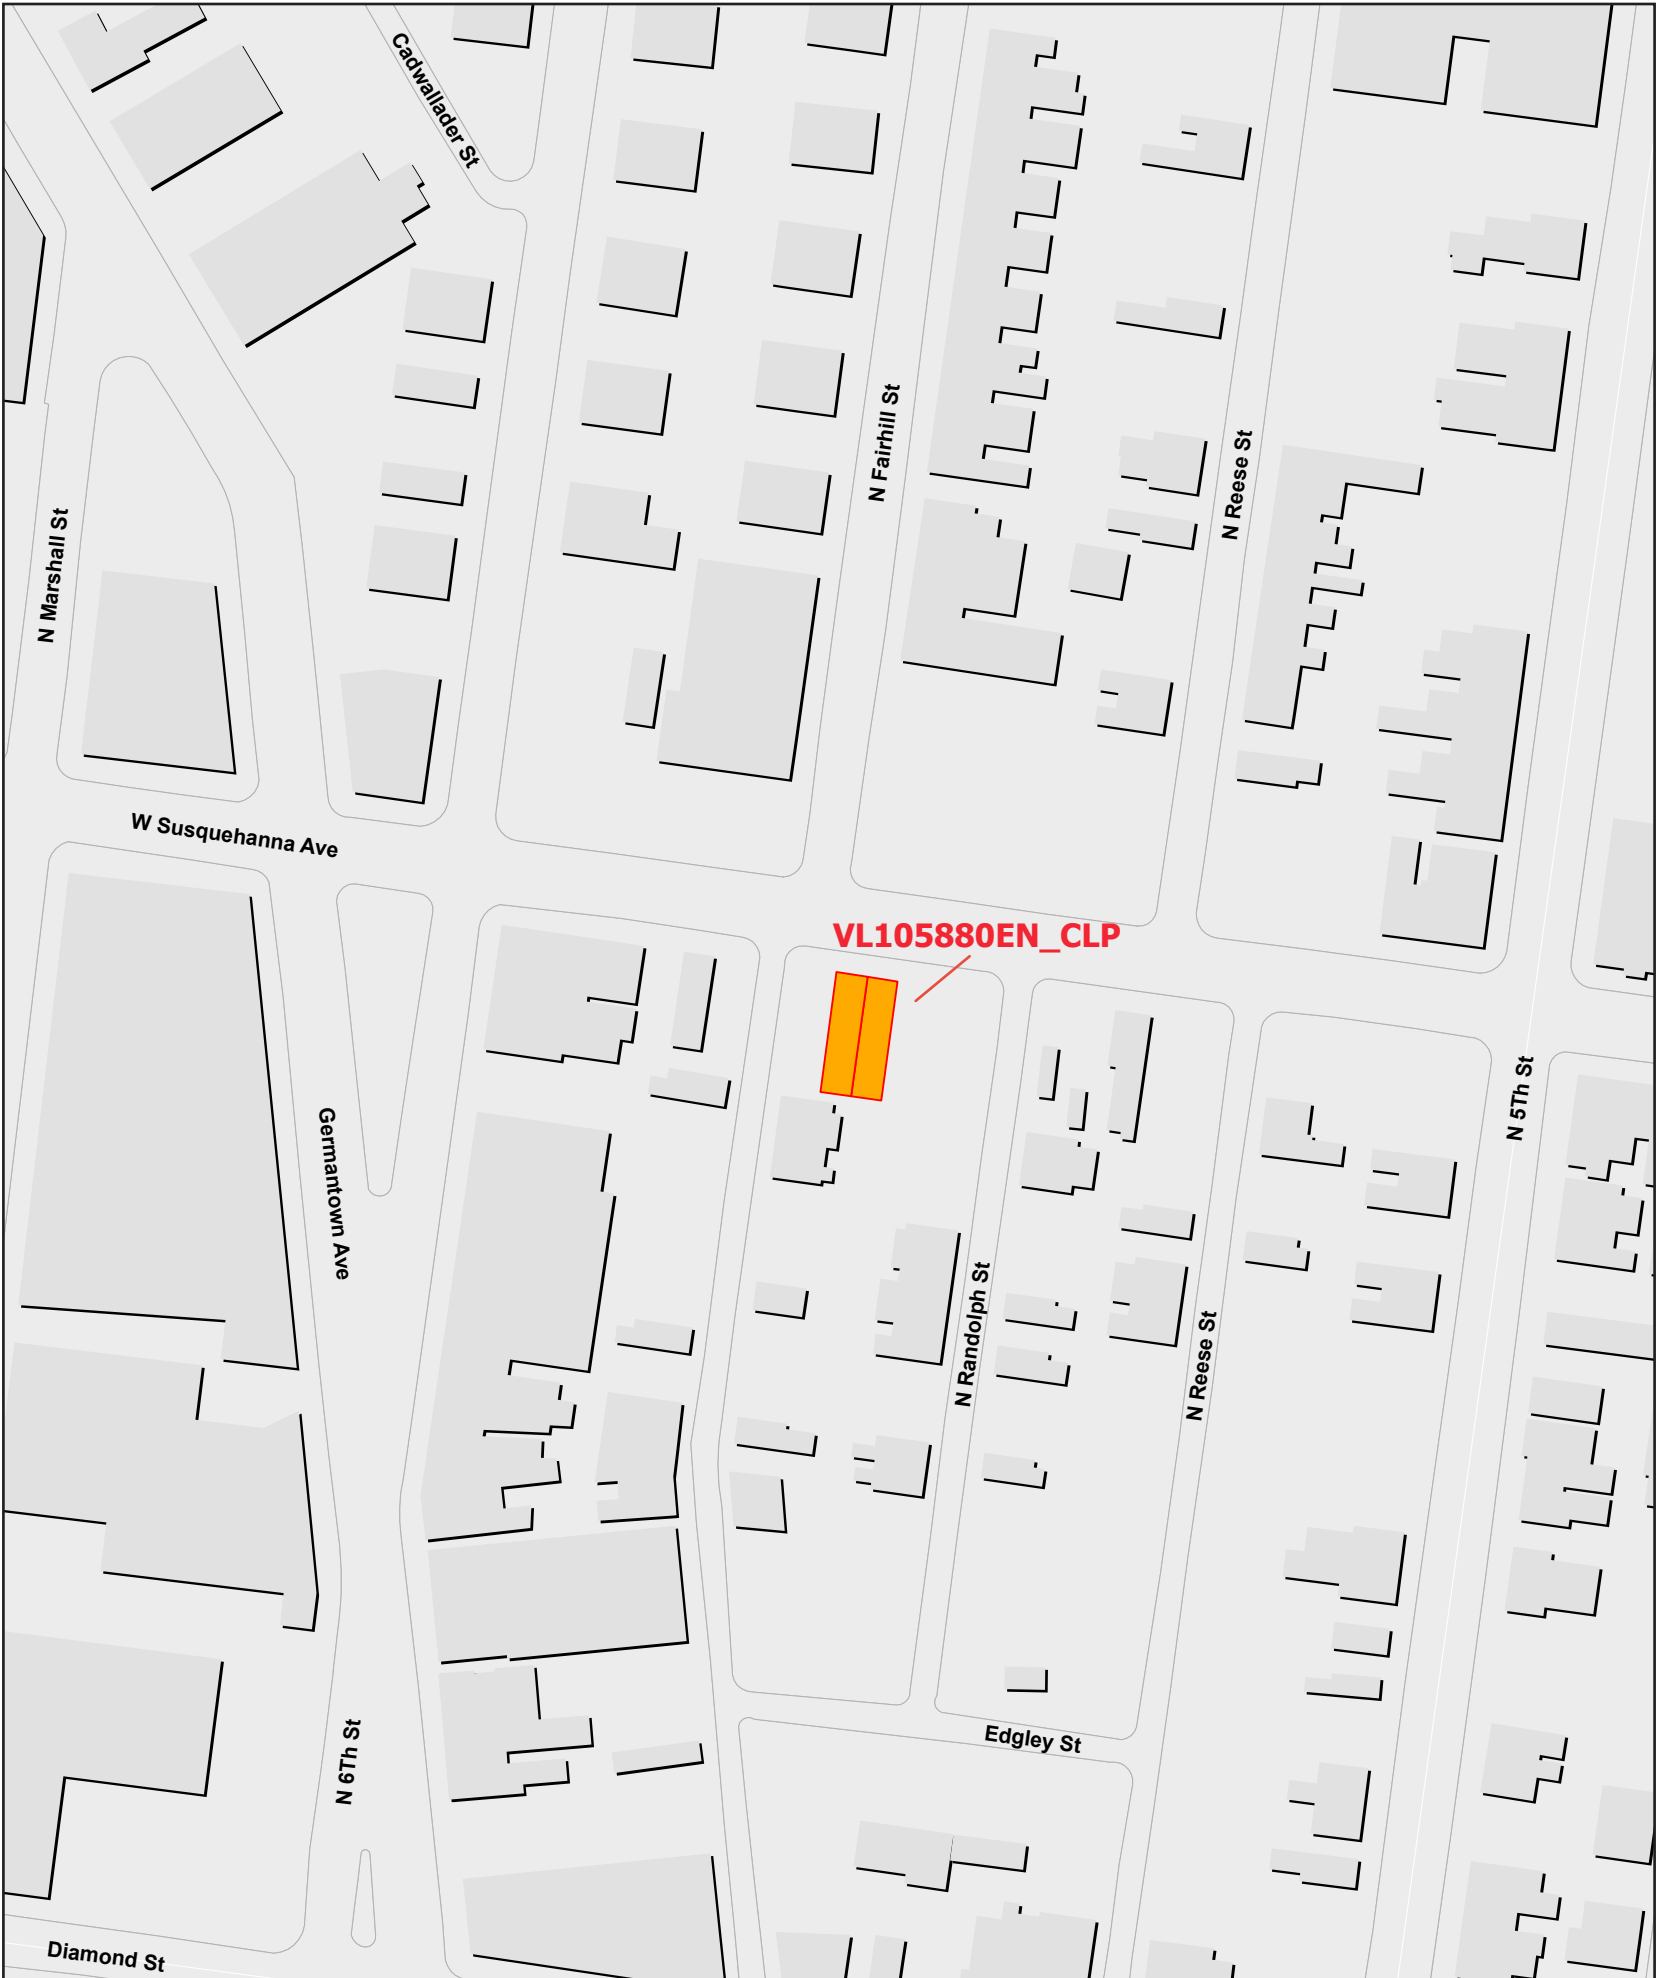 Cadwallader St
N Fairhill St
N Reese St
N Marshall St
W Susquehanna Ave
VL105880EN_CLP
N 5Th St
Germantown Ave
N Randolph St
N Reese St
Edgley St
N 6Th St
Diamond St